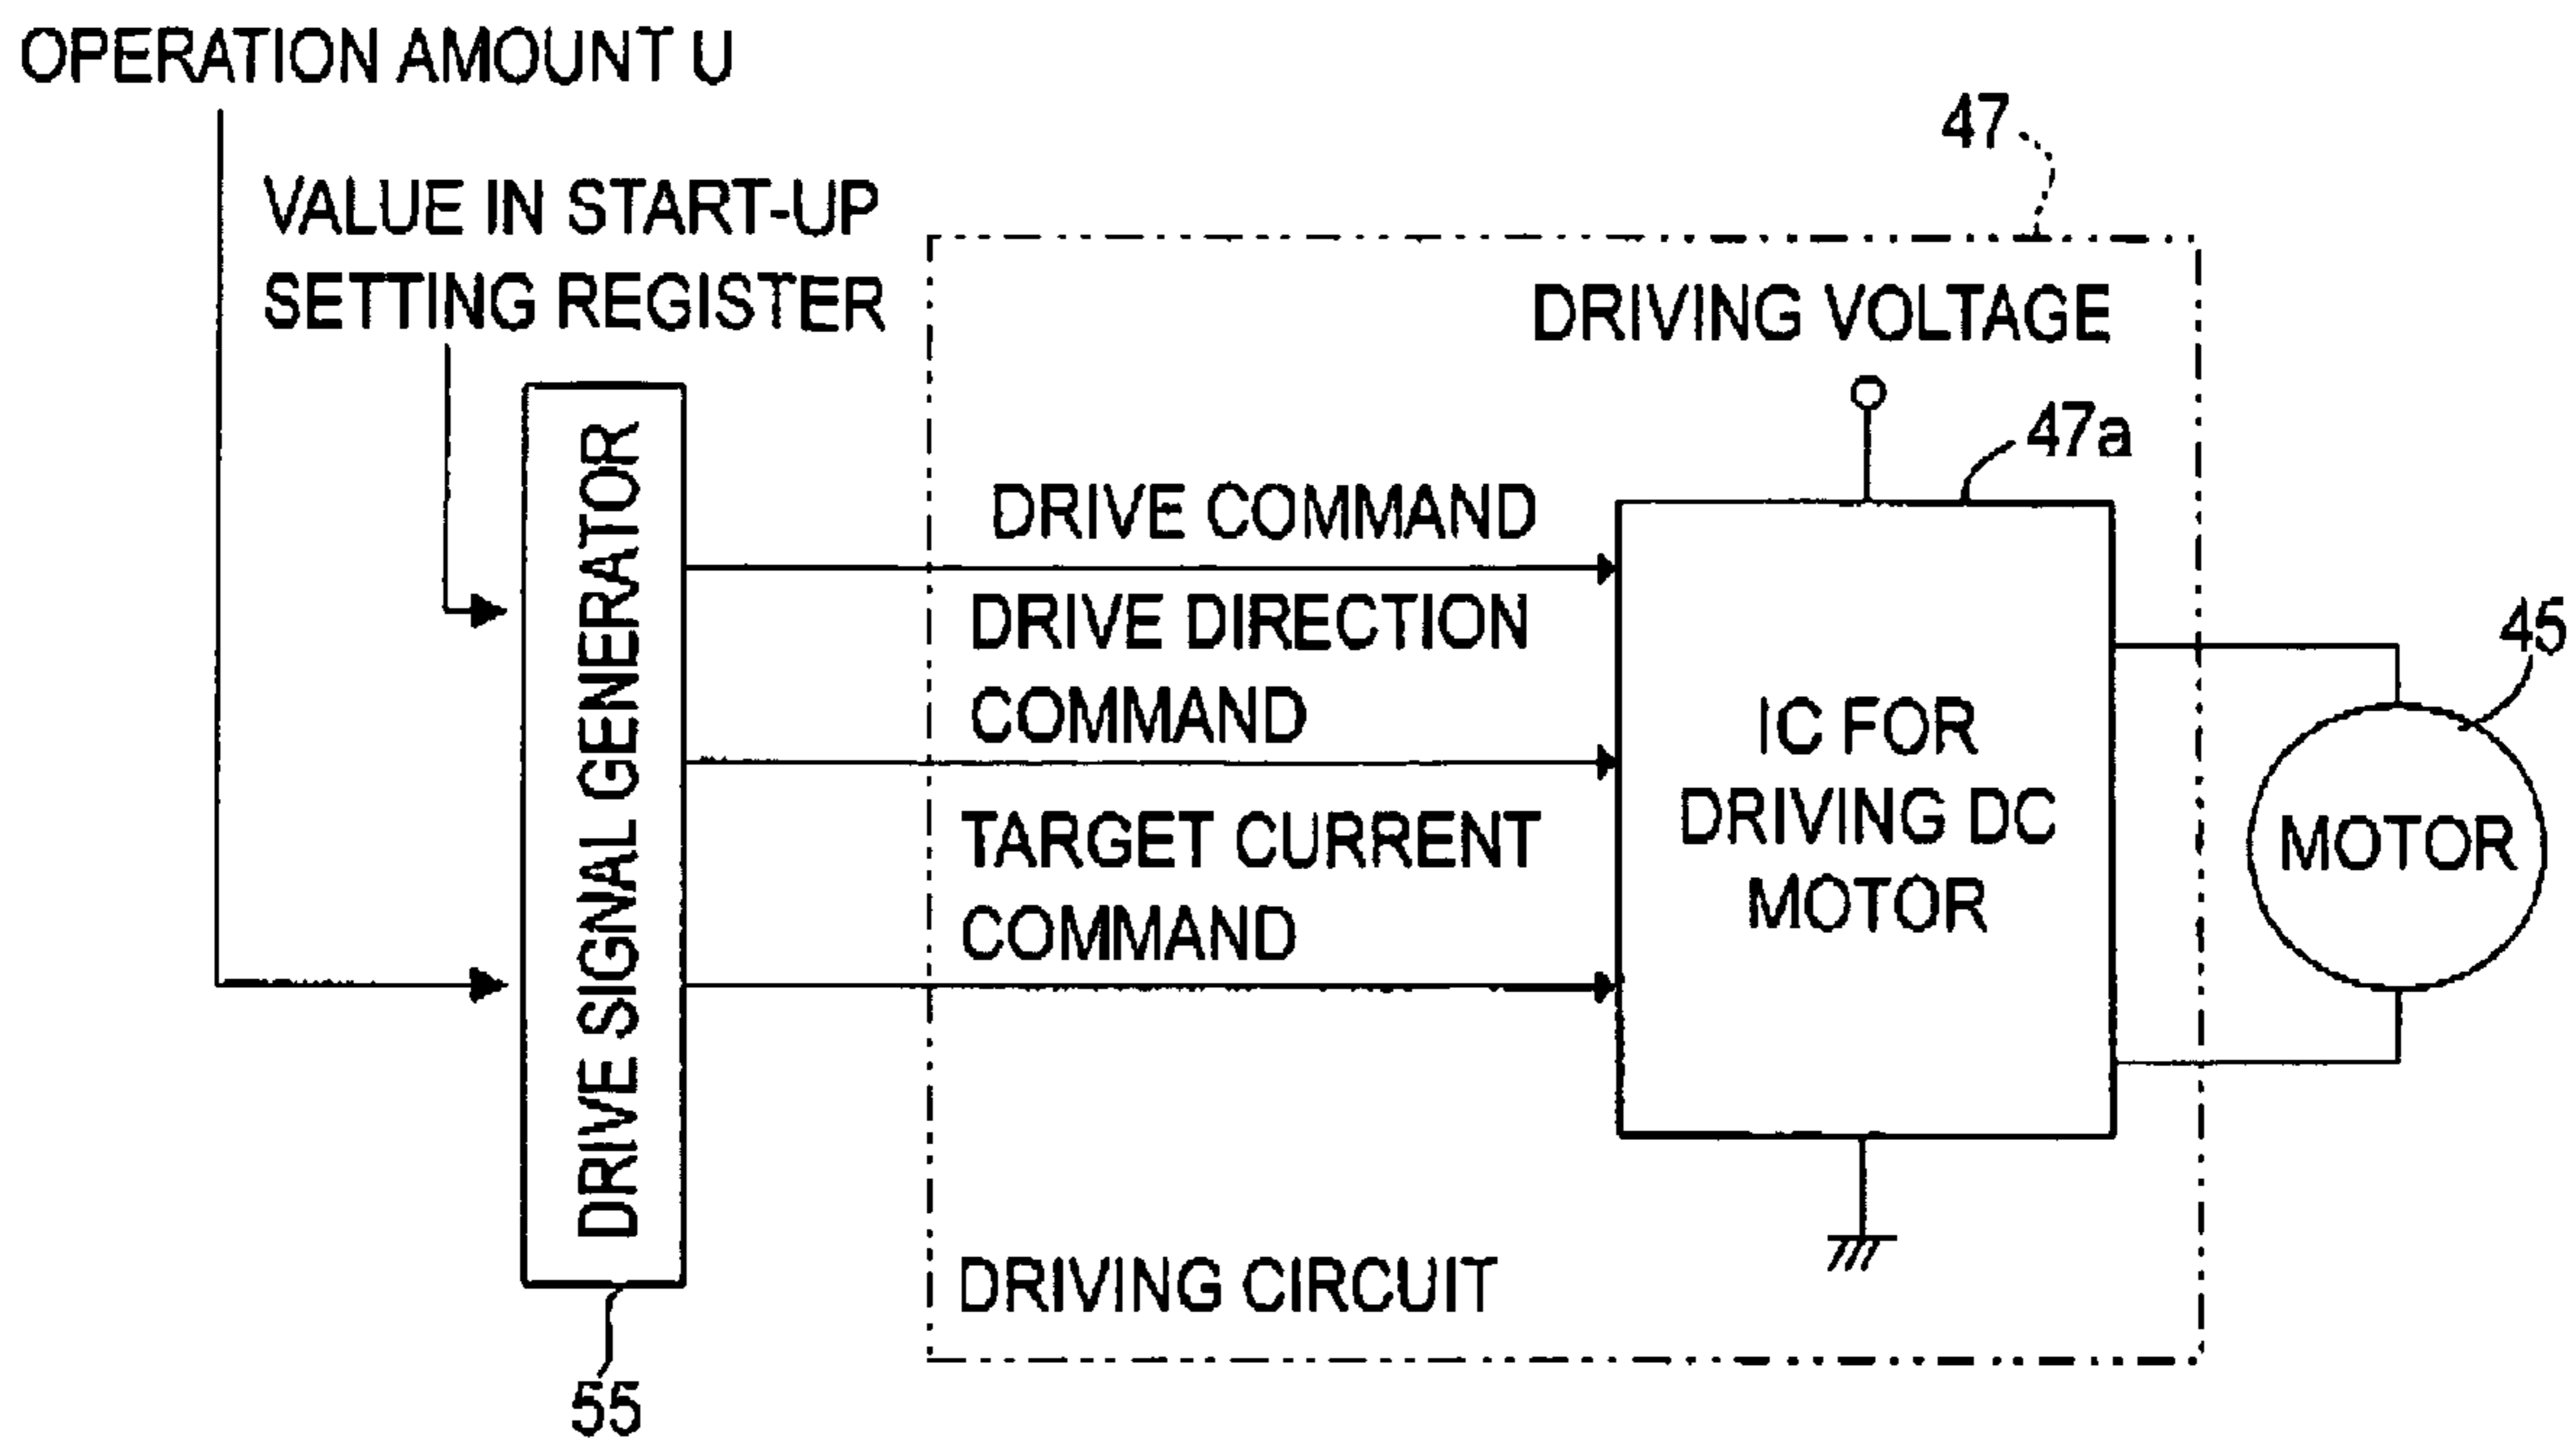 OPERATION AMOUNT U
VALUE IN START-UP
SETTING REGISTER
47
DRIVING VOLTAGE
47a
DRIVE COMMAND
DRIVE DIRECTION
COMMAND
TARGET CURRENT
COMMAND
DRIVE SIGNAL GENERATOR
IC FOR
DRIVING DC
MOTOR
45
MOTOR
DRIVING CIRCUIT
55